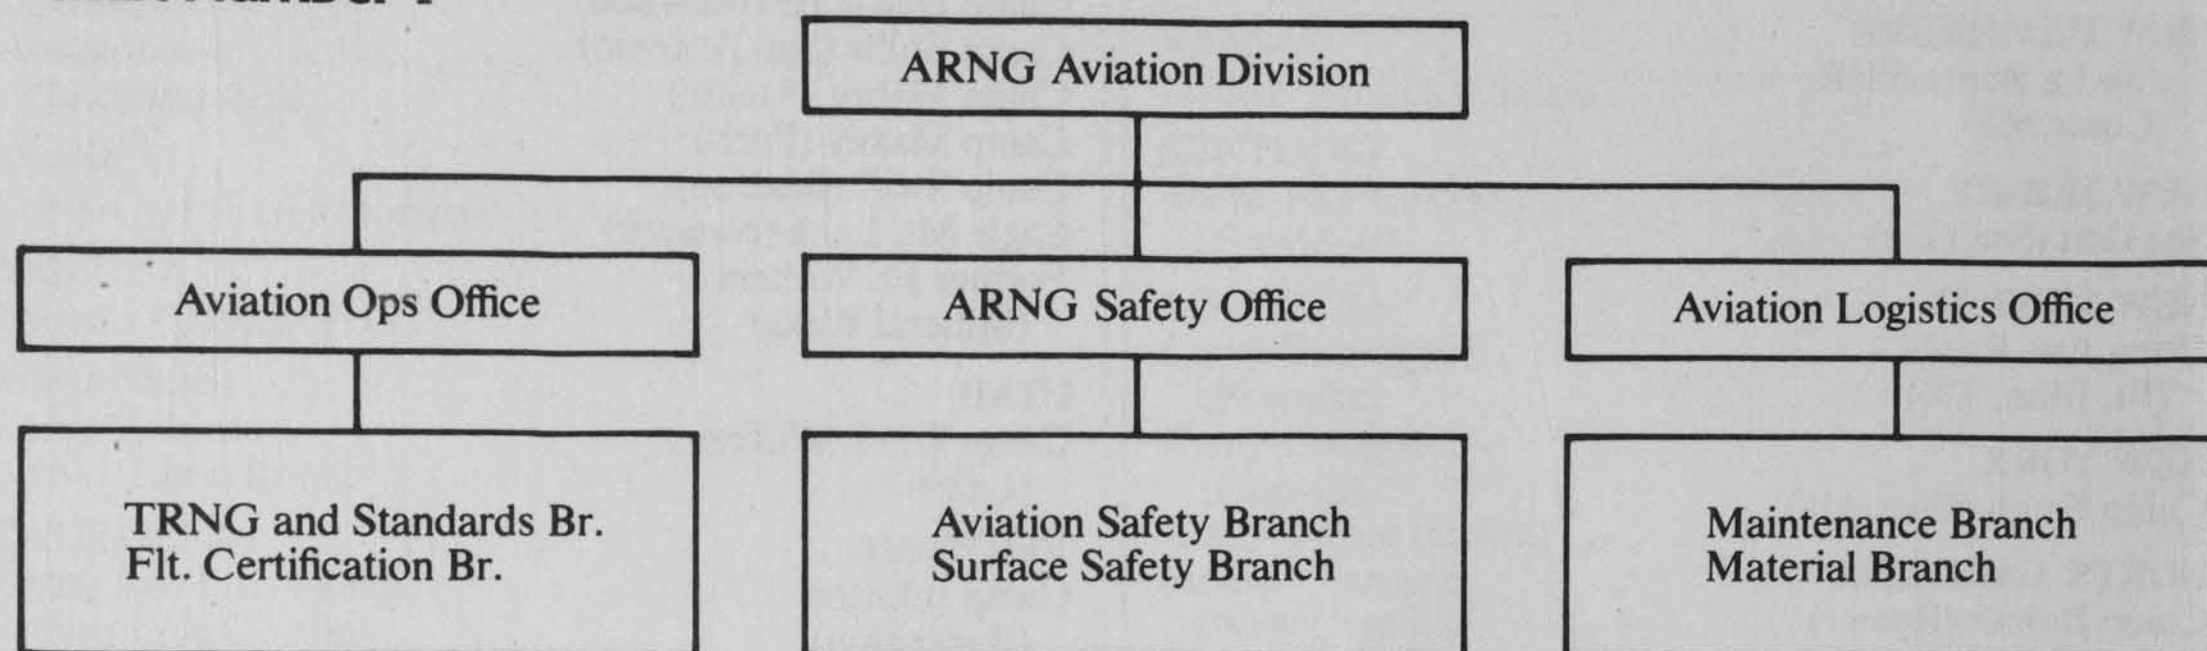 ARNG Aviation Division
Aviation Ops Office
ARNG Safety Office
Aviation Logistics Office
TRNG and Standards Br.
Flt. Certification Br.
Aviation Safety Branch
Surface Safety Branch
Maintenance Branch
Material Branch